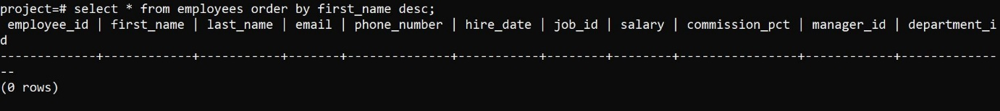 project=# select * from employees order by first_name desc;
 employee_id | first_name | last_name | email | phone_number | hire_date | job_id | salary | commission_pct | manager_id | department_i
d
-------------+------------+-----------+-------+--------------+-----------+--------+--------+----------------+------------+-------------
--
(0 rows)